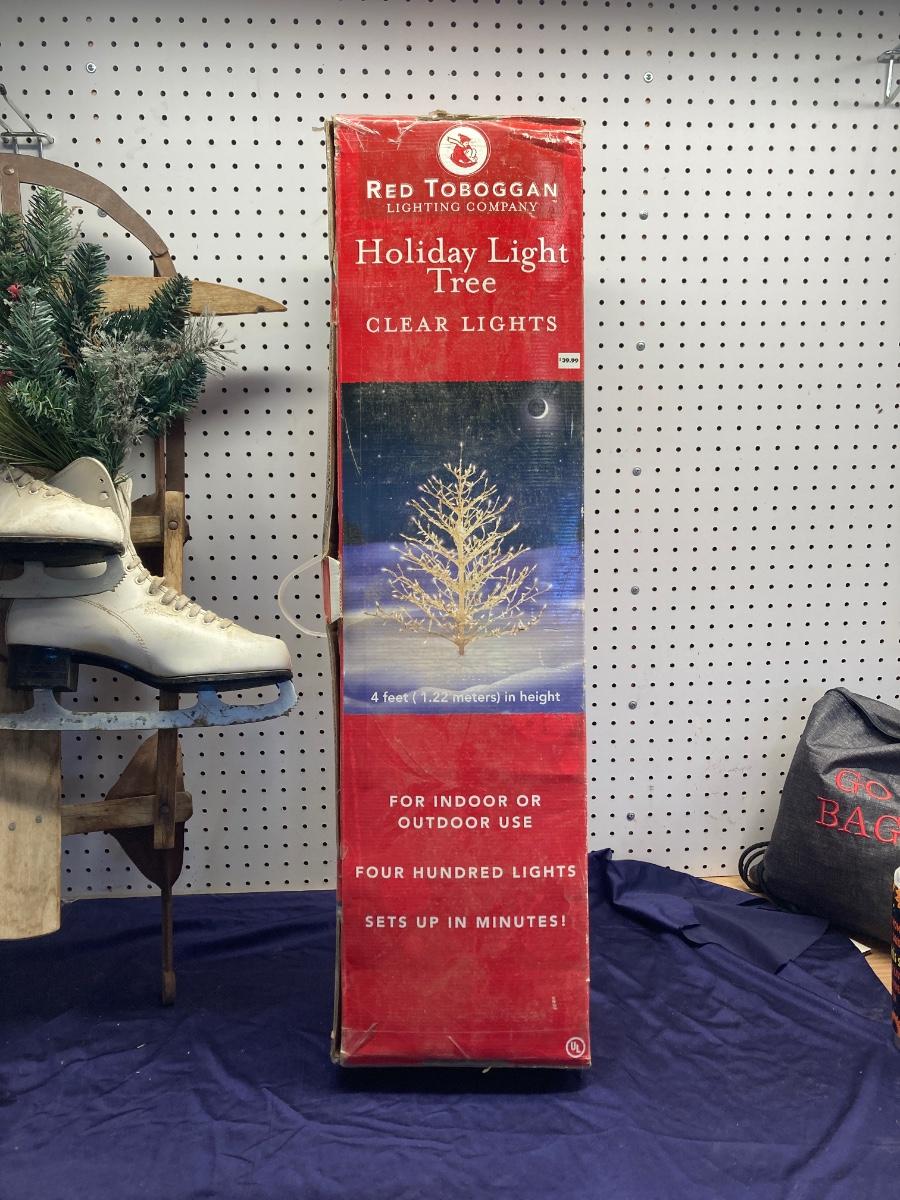 RED TOBOGGAN
LIGHTING COMPANY
Holiday Light
Tree
CLEAR LIGHTS
$39.99
4 feet ( 1.22 meters) in height
FOR INDOOR OR
OUTDOOR USE
FOUR HUNDRED LIGHTS
SETS UP IN MINUTES!
UL
GO
BAG